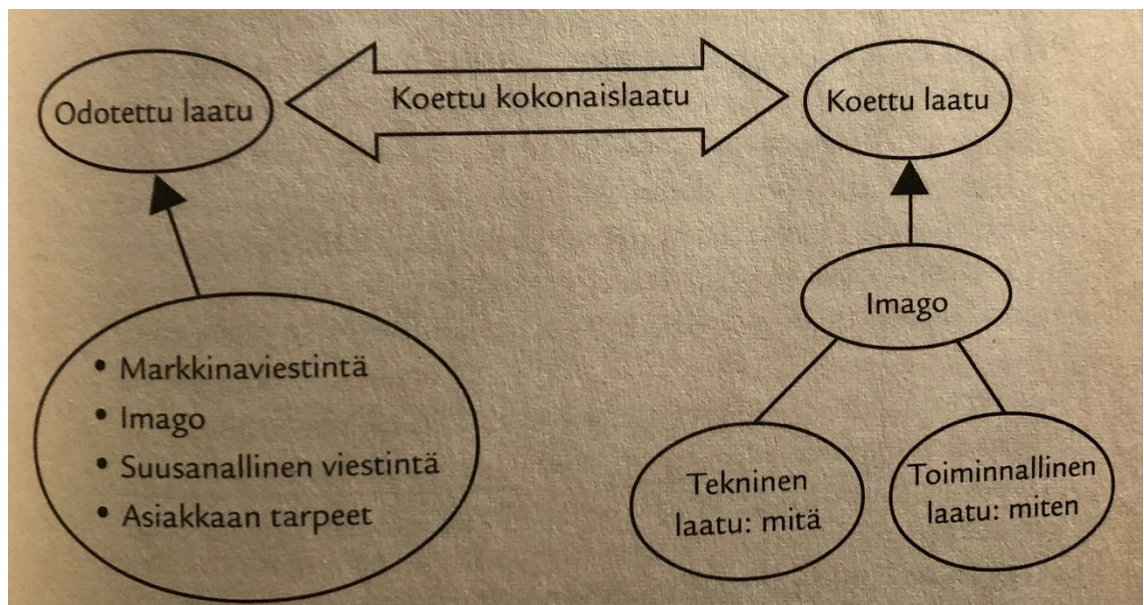 Odotettu laatu
Koettu kokonaislaatu
Koettu laatu
Imago
• Markkinaviestintä
• Imago
• Suusanallinen viestintä
• Asiakkaan tarpeet
Tekninen
laatu: mitä
Toiminnallinen
laatu: miten